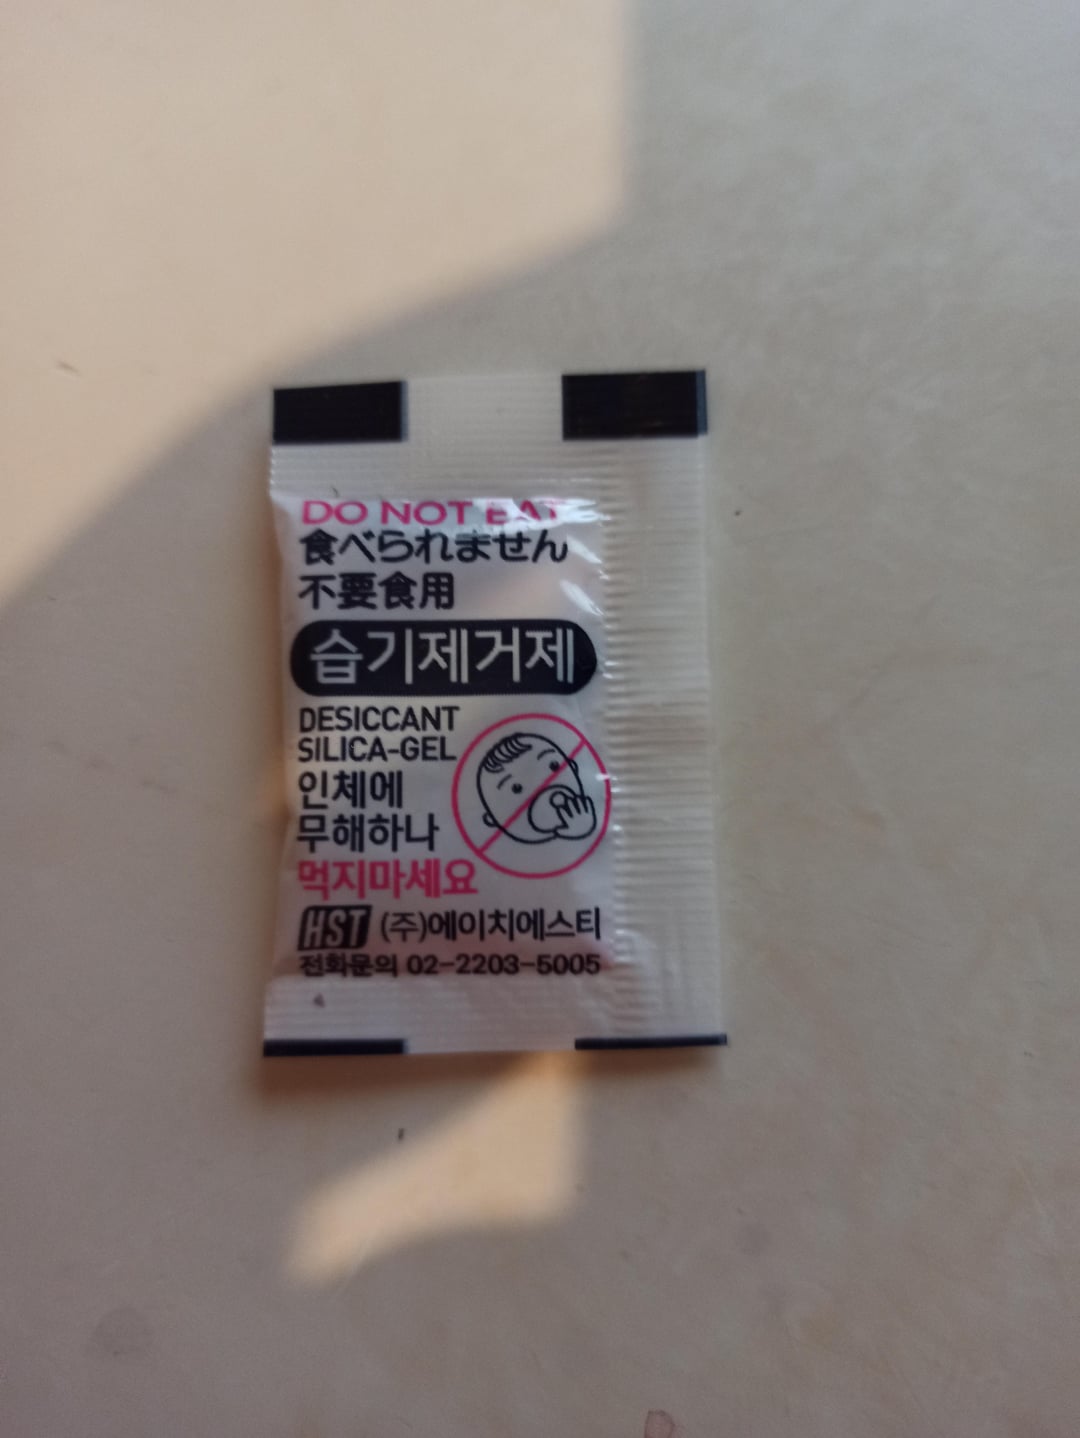 DO NOT EAT
食べられません
不要食用
습기제거제
DESICCANT
SILICA-GEL
인체에
무해하나
먹지마세요
HST (주)에이치에스티
전화문의 02-2203-5005